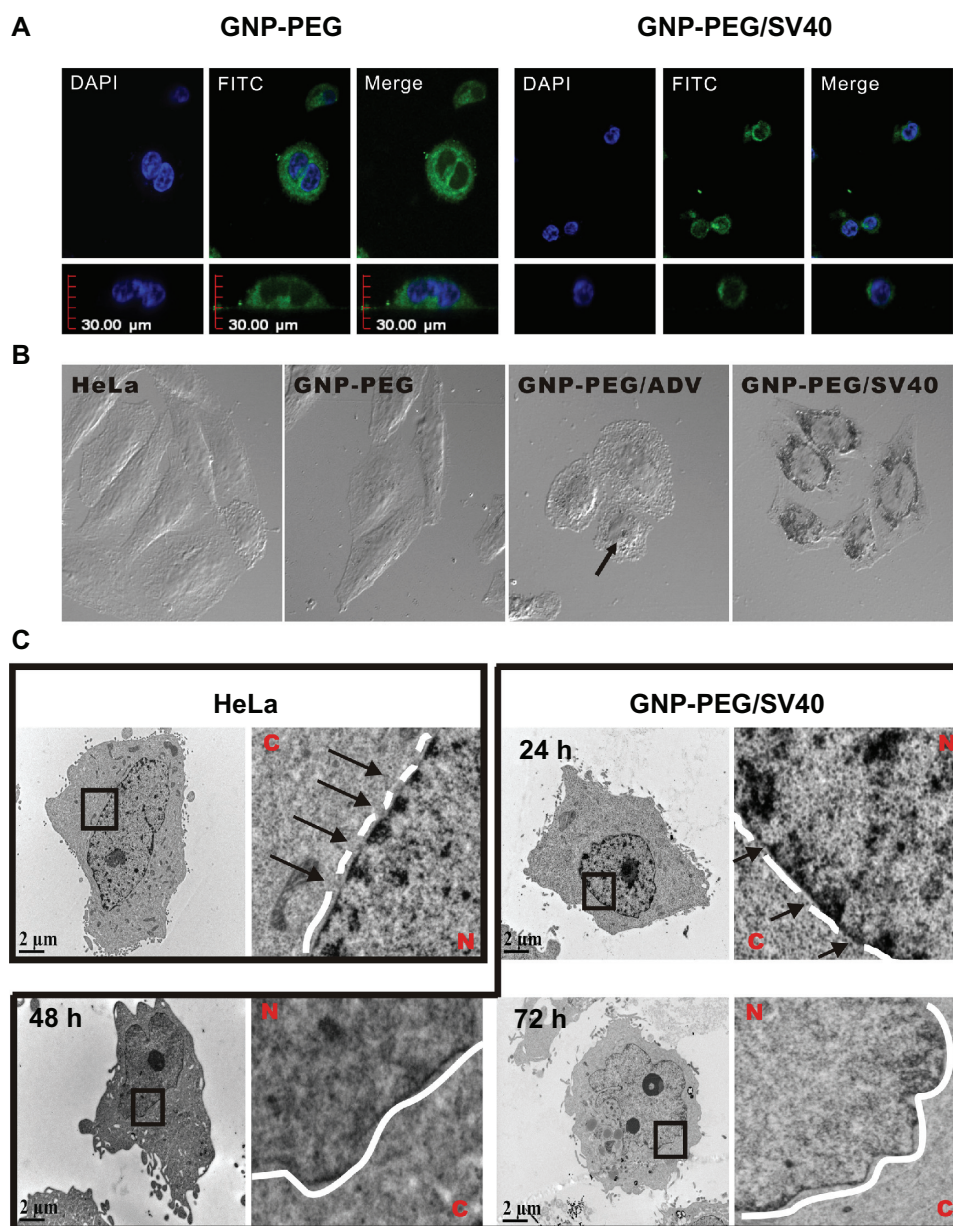 A
GNP-PEG GNP-PEG/SV40
DAPI FITC Merge DAPI FITC Merge
30.00 µm 30.00 µm 30.00 µm
B
HeLa GNP-PEG GNP-PEG/ADV GNP-PEG/SV40
C
HeLa GNP-PEG/SV40
C N 24 h N C
2 µm 2 µm
48 h N C 72 h N C
2 µm 2 µm